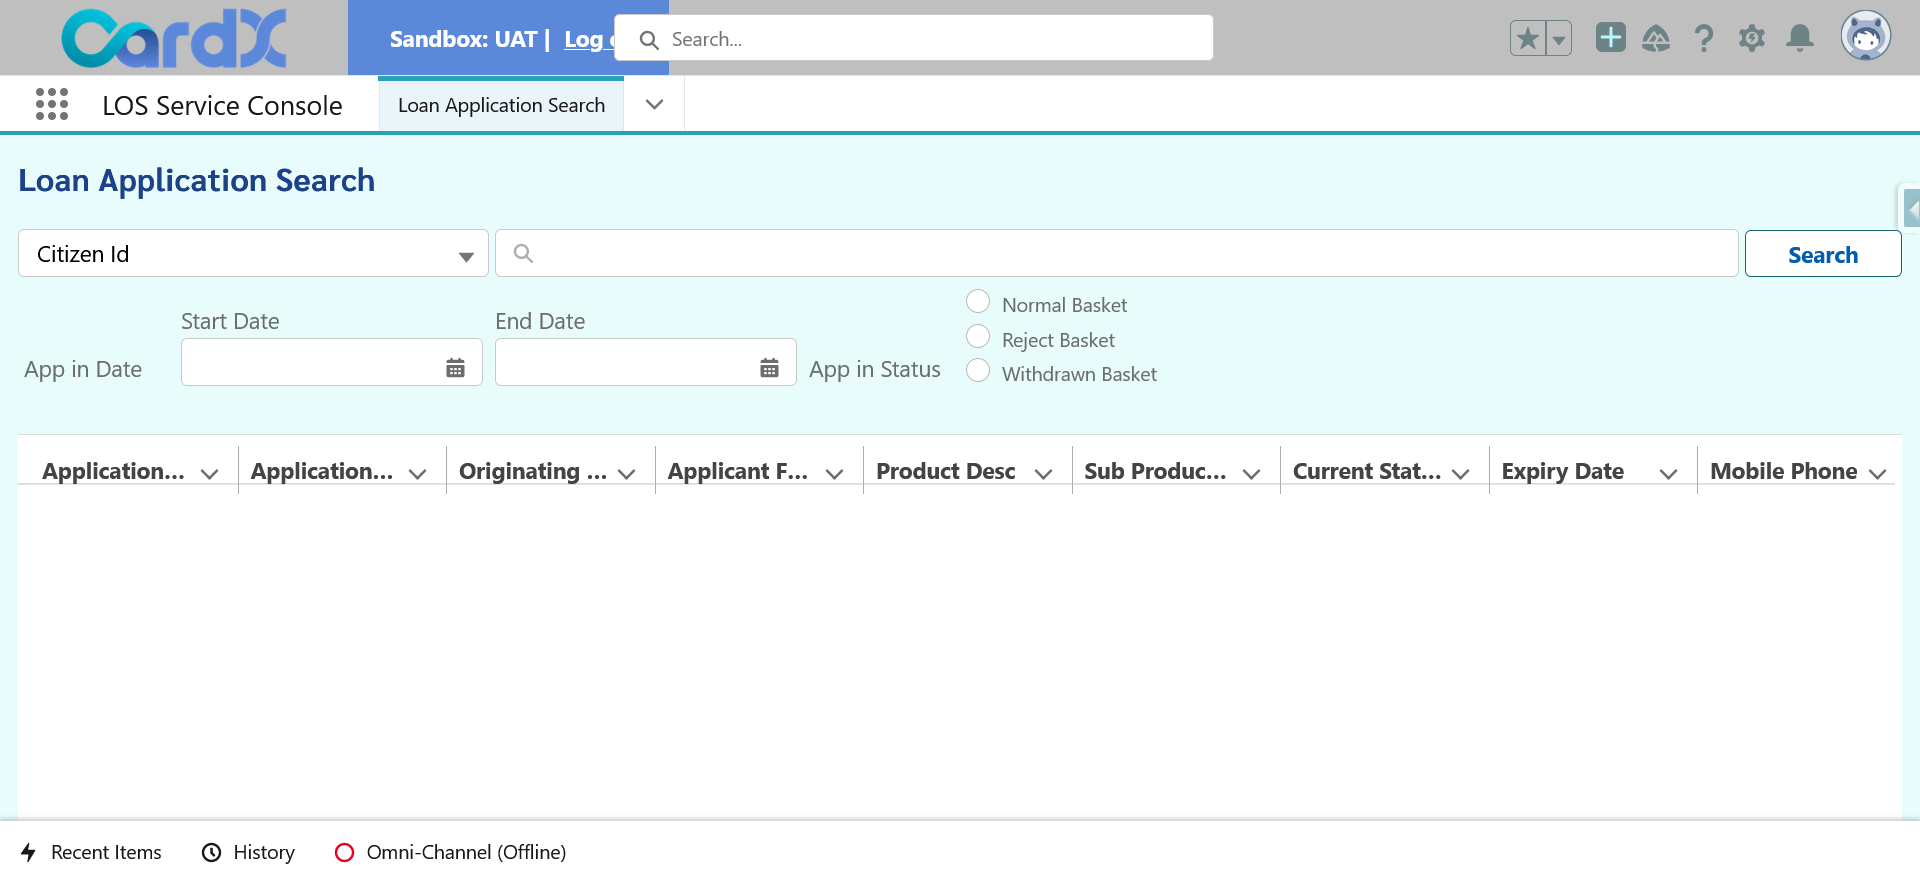 CardX
Sandbox: UAT | Log
Search...
LOS Service Console
Loan Application Search
Loan Application Search
Citizen Id
Search
Start Date
End Date
App in Date
App in Status
Normal Basket
Reject Basket
Withdrawn Basket
Application...
Application...
Originating ...
Applicant F...
Product Desc
Sub Produc...
Current Stat...
Expiry Date
Mobile Phone
Recent Items
History
Omni-Channel (Offline)